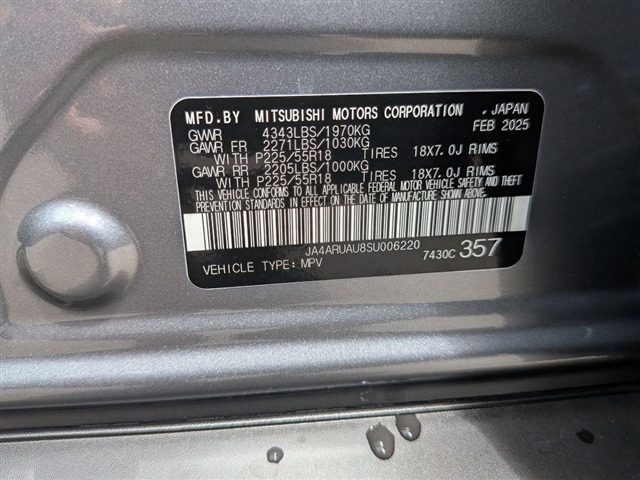 MFD.BY MITSUBISHI MOTORS CORPORATION , JAPAN
GVWR 4343LBS/1970KG FEB 2025
GAWR FR 2271LBS/1030KG
WITH P225/55R18 TIRES 18X7.0J RIMS
GAWR RR 2205LBS/1000KG
WITH P225/55R18 TIRES 18X7.0J RIMS
THIS VEHICLE CONFORMS TO ALL APPLICABLE FEDERAL MOTOR VEHICLE SAFETY AND THEFT
PREVENTION STANDARDS IN EFFECT ON THE DATE OF MANUFACTURE SHOWN ABOVE.
JA4ARUAU8SU006220
VEHICLE TYPE:MPV 7430C 357